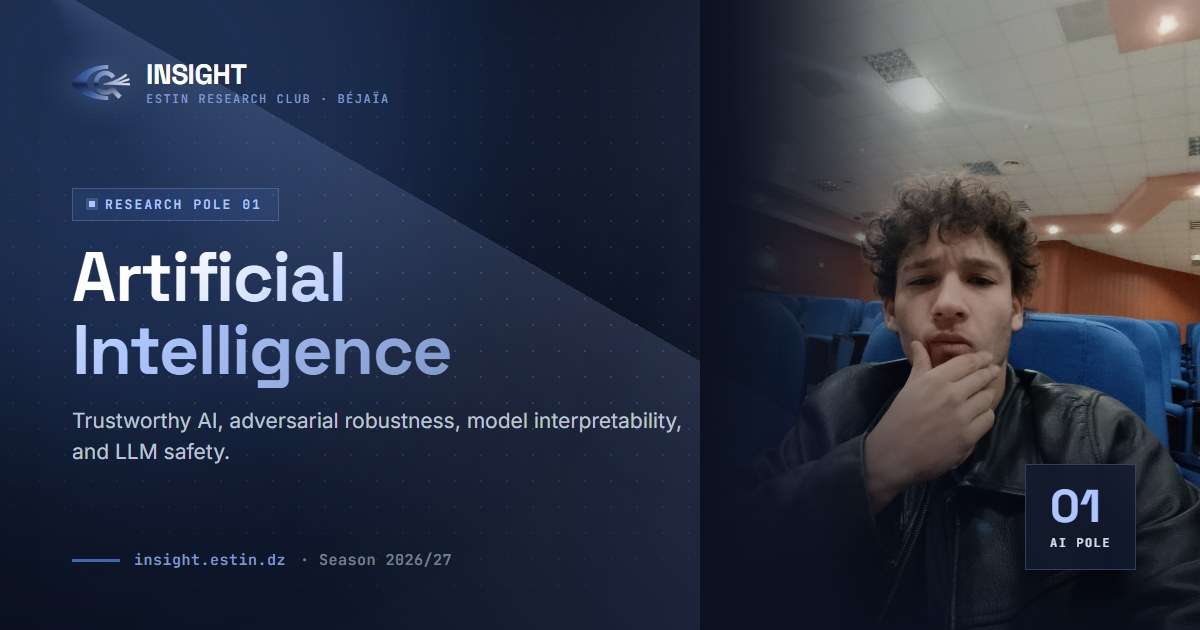 INSIGHT
ESTIN RESEARCH CLUB · BÉJAÏA
RESEARCH POLE 01
Artificial
Intelligence
Trustworthy AI, adversarial robustness, model interpretability,
and LLM safety.
insight.estin.dz · Season 2026/27
01
AI POLE